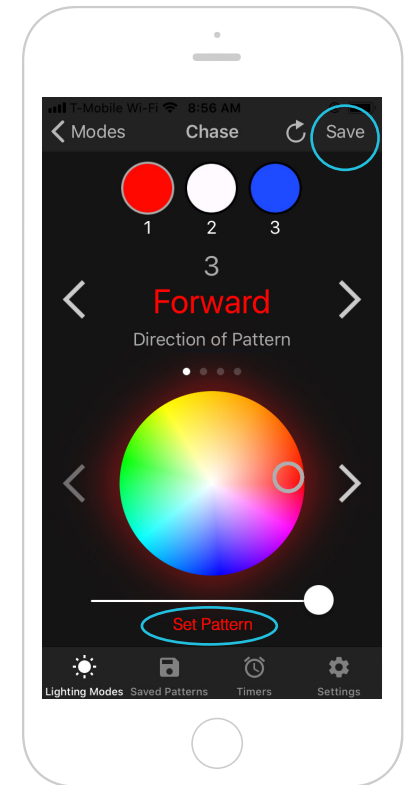 T-Mobile Wi-Fi 8:56 AM
Modes Chase Save
1 2 3
3
Forward
Direction of Pattern
Set Pattern
Lighting Modes Saved Patterns Timers Settings